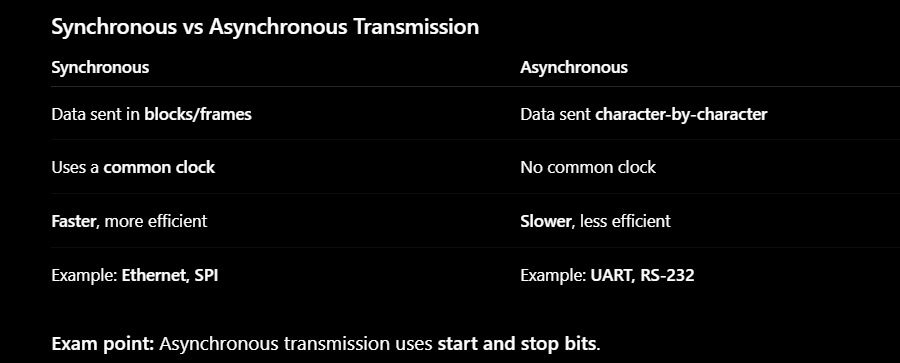 Synchronous vs Asynchronous Transmission
Synchronous Asynchronous
Data sent in blocks/frames Data sent character-by-character
Uses a common clock No common clock
Faster, more efficient Slower, less efficient
Example: Ethernet, SPI Example: UART, RS-232
Exam point: Asynchronous transmission uses start and stop bits.